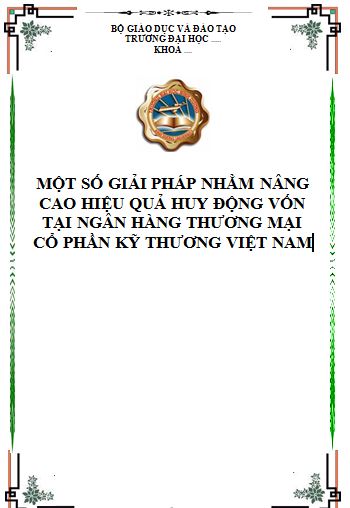 BỘ GIÁO DỤC VÀ ĐÀO TẠO
TRƯỜNG ĐẠI HỌC .....
KHOA ....
MỘT SỐ GIẢI PHÁP NHẰM NÂNG
CAO HIỆU QUẢ HUY ĐỘNG VỐN
TẠI NGÂN HÀNG THƯƠNG MẠI
CỔ PHẦN KỸ THƯƠNG VIỆT NAM